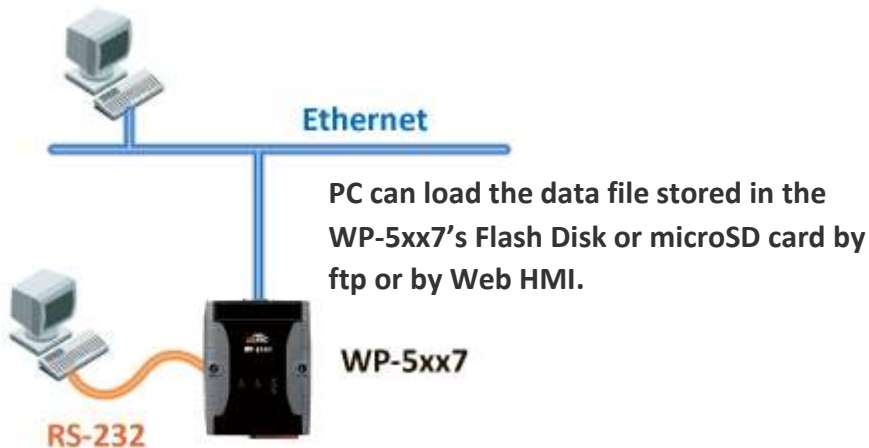 Ethernet
PC can load the data file stored in the
WP-5xx7’s Flash Disk or microSD card by
ftp or by Web HMI.
WP-5xx7
RS-232